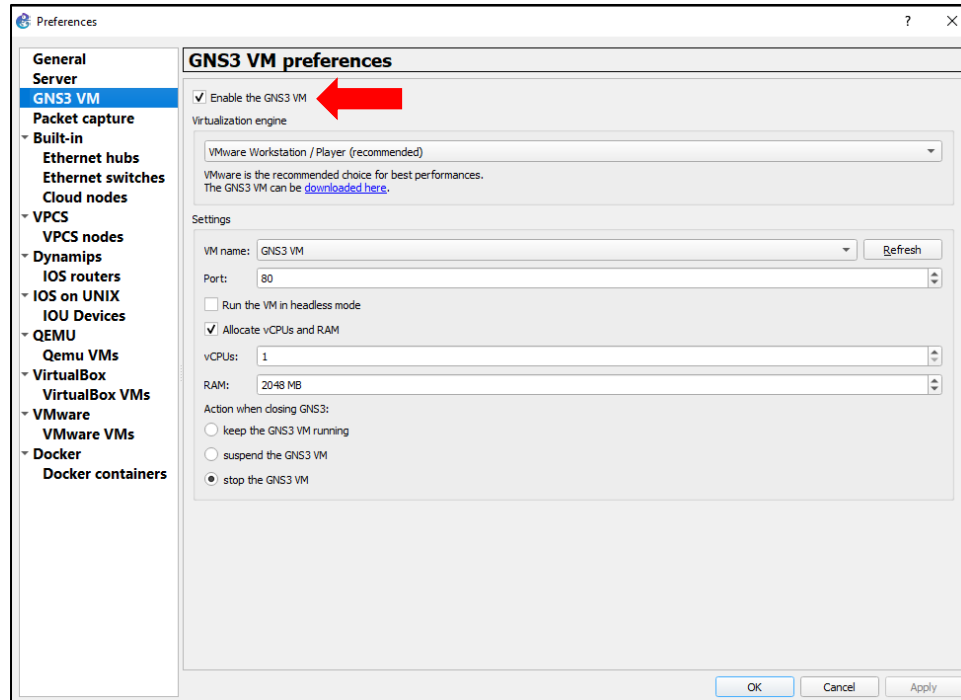 Preferences
General
Server
GNS3 VM
Packet capture
Built-in
Ethernet hubs
Ethernet switches
Cloud nodes
VPCS
VPCS nodes
Dynamips
IOS routers
IOS on UNIX
IOU Devices
QEMU
Qemu VMs
VirtualBox
VirtualBox VMs
VMware
VMware VMs
Docker
Docker containers
GNS3 VM preferences
Enable the GNS3 VM
Virtualization engine
VMware Workstation / Player (recommended)
VMware is the recommended choice for best performances.
The GNS3 VM can be downloaded here.
Settings
VM name: GNS3 VM Refresh
Port: 80
Run the VM in headless mode
Allocate vCPUs and RAM
vCPUs: 1
RAM: 2048 MB
Action when closing GNS3:
keep the GNS3 VM running
suspend the GNS3 VM
stop the GNS3 VM
OK Cancel Apply